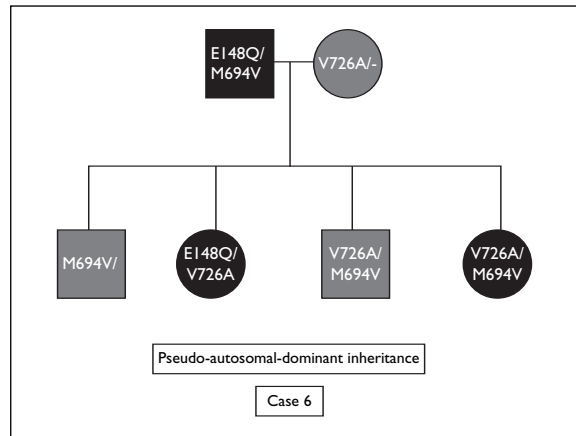 E148Q/
M694V
V726A/-
M694V/
E148Q/
V726A
V726A/
M694V
V726A/
M694V
Pseudo-autosomal-dominant inheritance
Case 6